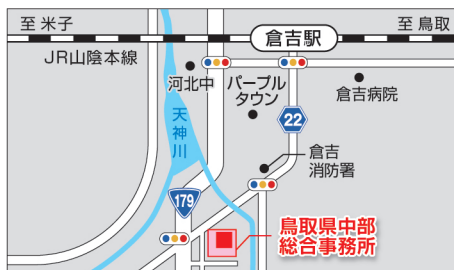 至 米子
至 鳥取
倉吉駅
JR山陰本線
河北中
パープル
タウン
倉吉病院
天神川
22
倉吉
消防署
179
鳥取県中部
総合事務所